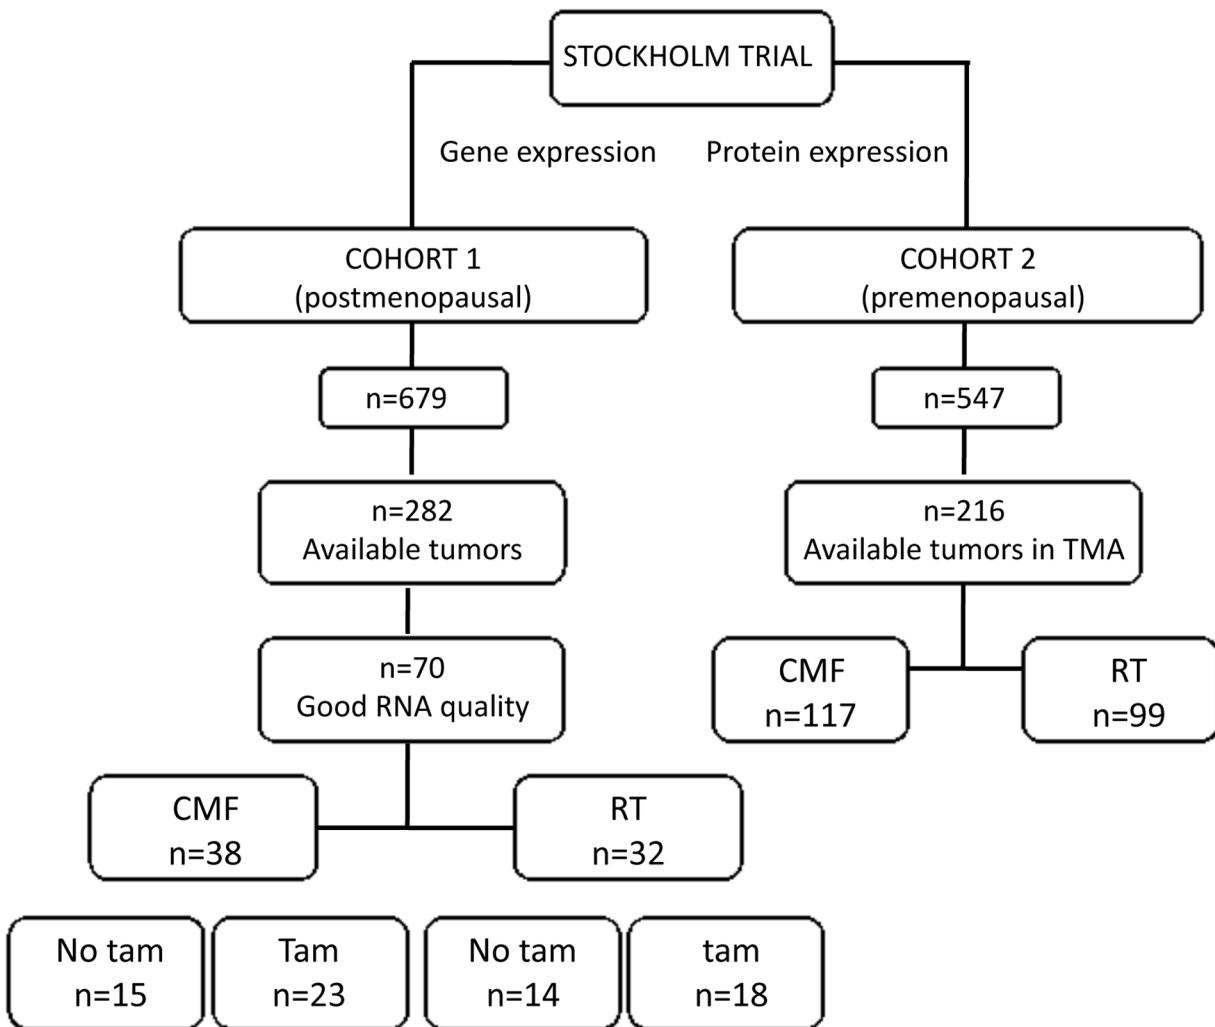 STOCKHOLM TRIAL
Gene expression
Protein expression
COHORT 1
(postmenopausal)
COHORT 2
(premenopausal)
n=679
n=547
n=282
Available tumors
n=216
Available tumors in TMA
n=70
Good RNA quality
CMF
n=117
RT
n=99
CMF
n=38
RT
n=32
No tam
n=15
Tam
n=23
No tam
n=14
tam
n=18